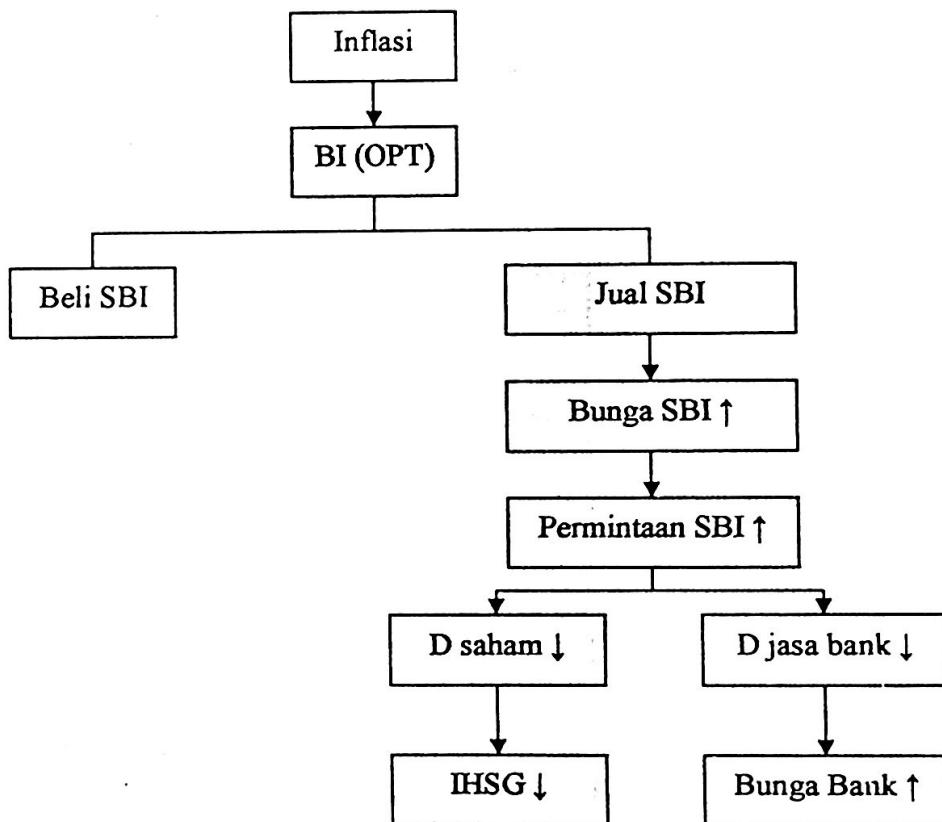 Inflasi
BI (OPT)
Beli SBI
Jual SBI
Bunga SBI ↑
Permintaan SBI ↑
D saham ↓
D jasa bank ↓
IHSG ↓
Bunga Bank ↑